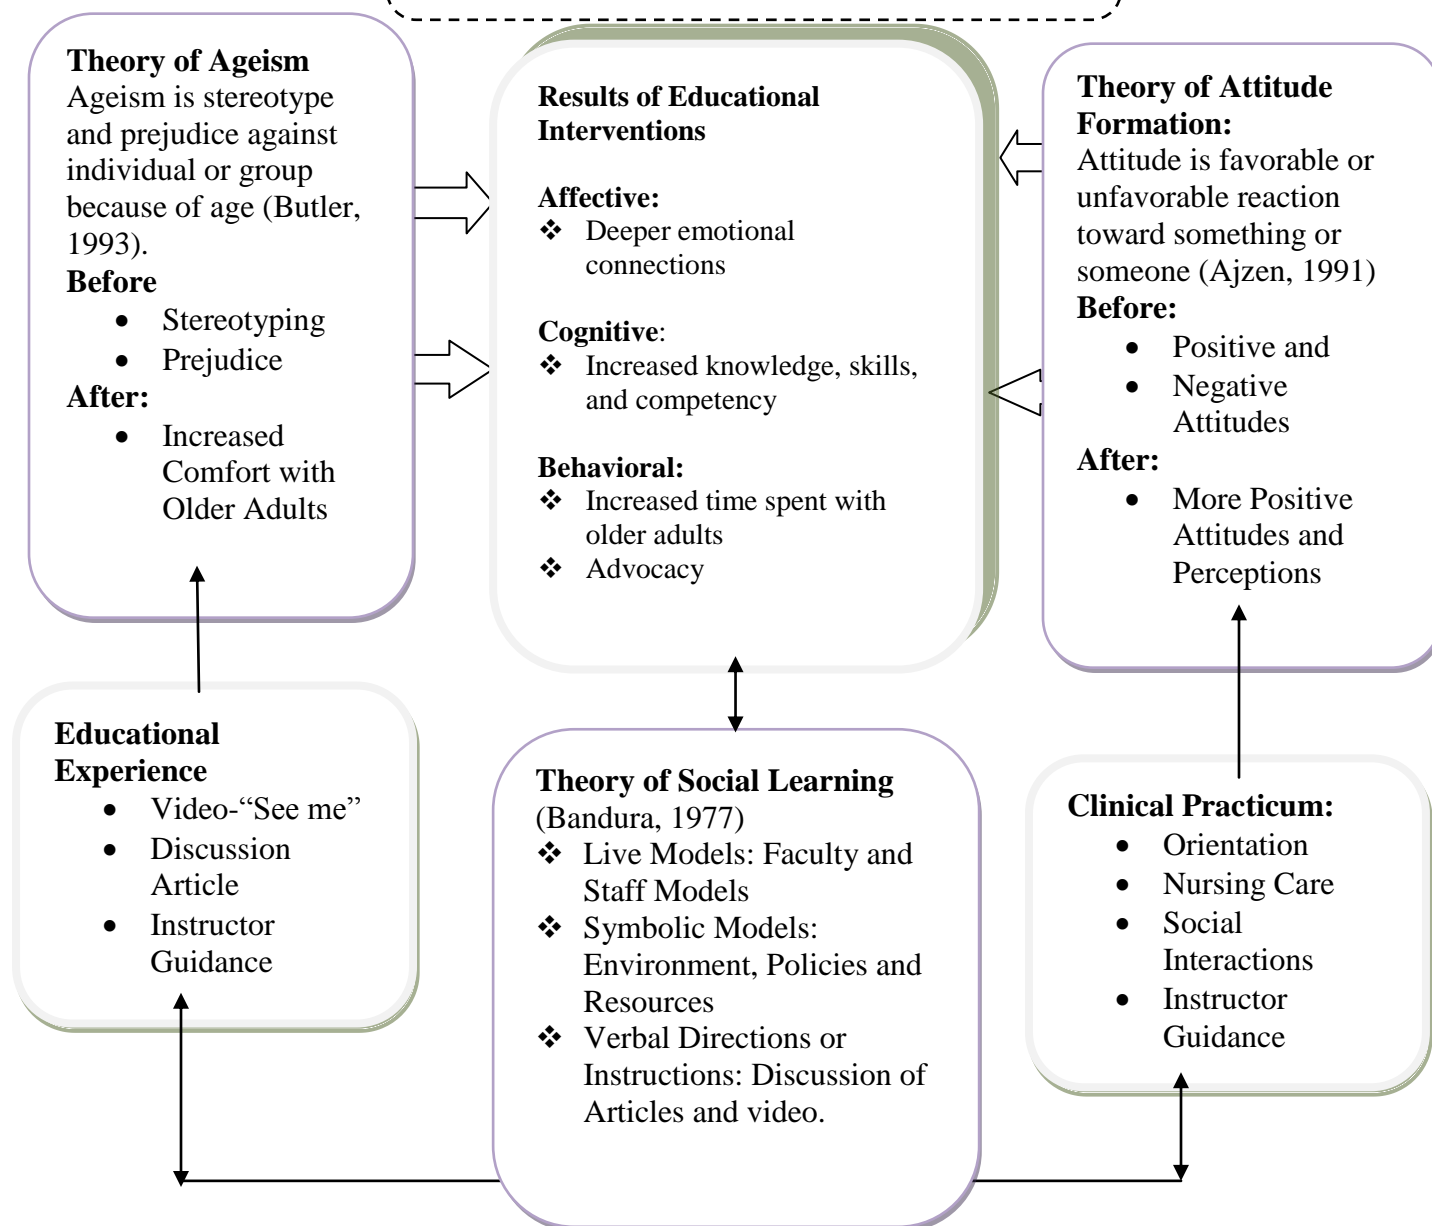 Theory of Ageism
Ageism is stereotype
and prejudice against
individual or group
because of age (Butler,
1993).
Before
• Stereotyping
• Prejudice
After:
• Increased
Comfort with
Older Adults
Results of Educational
Interventions
Affective:
❖ Deeper emotional
connections
Cognitive:
❖ Increased knowledge, skills,
and competency
Behavioral:
❖ Increased time spent with
older adults
❖ Advocacy
Theory of Attitude
Formation:
Attitude is favorable or
unfavorable reaction
toward something or
someone (Ajzen, 1991)
Before:
• Positive and
• Negative
Attitudes
After:
• More Positive
Attitudes and
Perceptions
Educational
Experience
• Video-“See me”
• Discussion
Article
• Instructor
Guidance
Theory of Social Learning
(Bandura, 1977)
❖ Live Models: Faculty and
Staff Models
❖ Symbolic Models:
Environment, Policies and
Resources
❖ Verbal Directions or
Instructions: Discussion of
Articles and video.
Clinical Practicum:
• Orientation
• Nursing Care
• Social
Interactions
• Instructor
Guidance